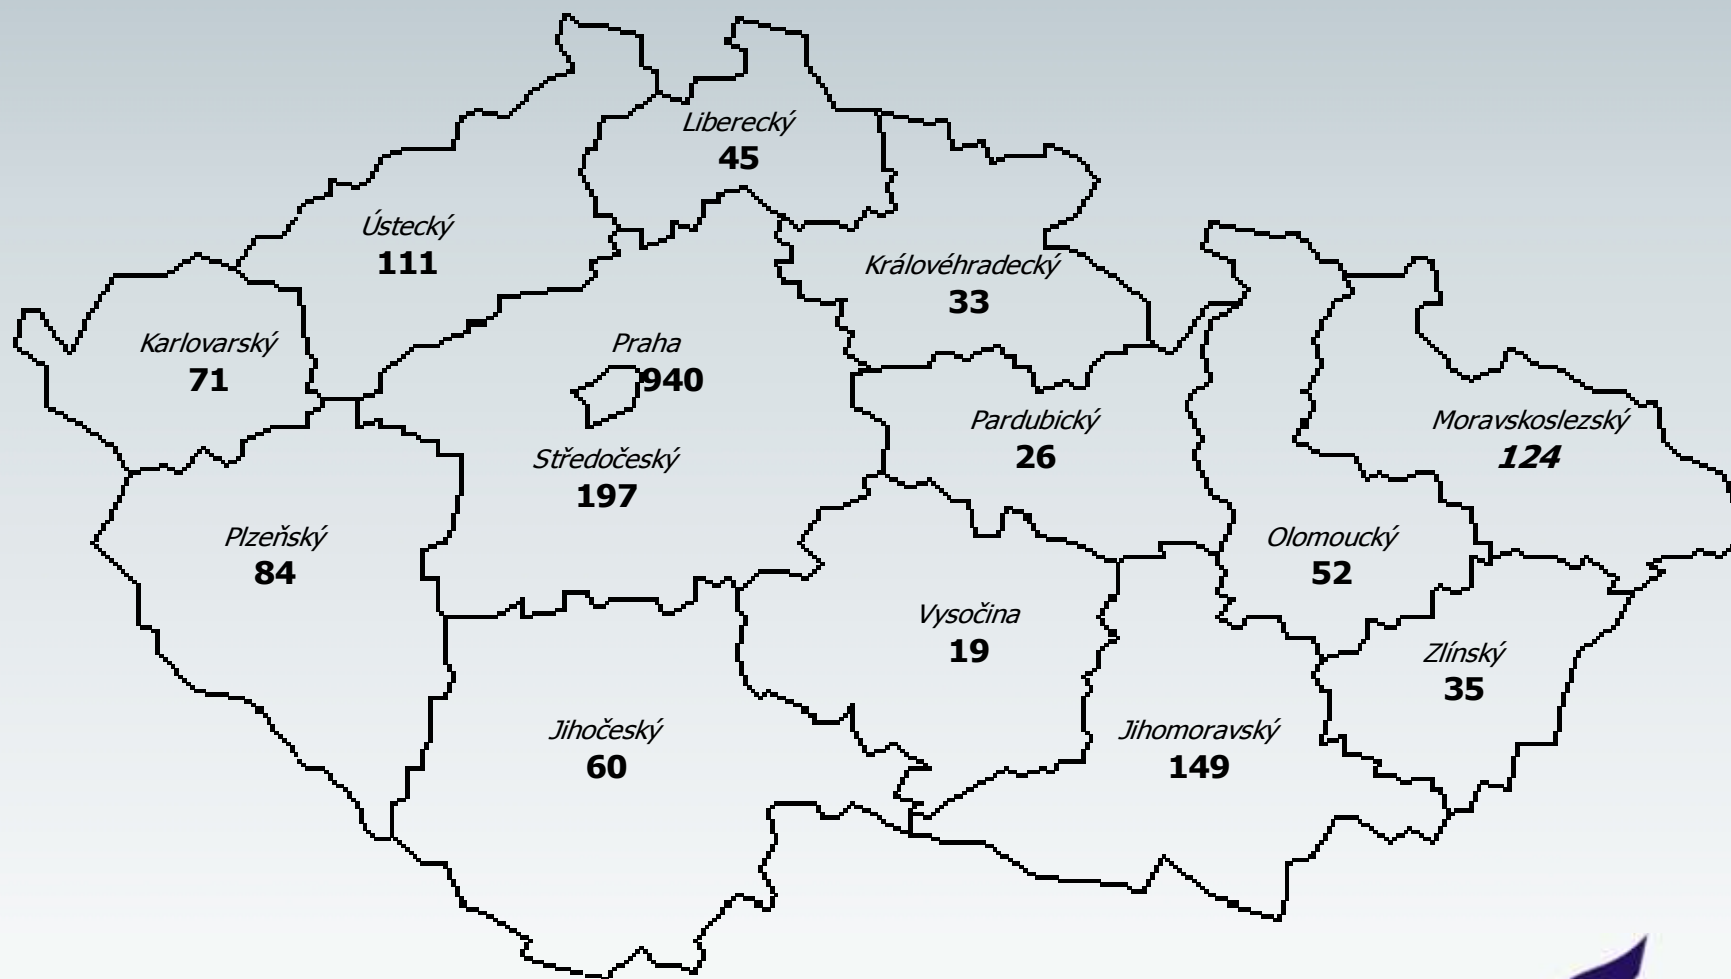 Liberecký
45
Ústecký
111
Královéhradecký
33
Karlovarský
71
Praha
940
Pardubický
26
Moravskoslezský
124
Středočeský
197
Plzeňský
84
Olomoucký
52
Vysočina
19
Zlínský
35
Jihočeský
60
Jihomoravský
149